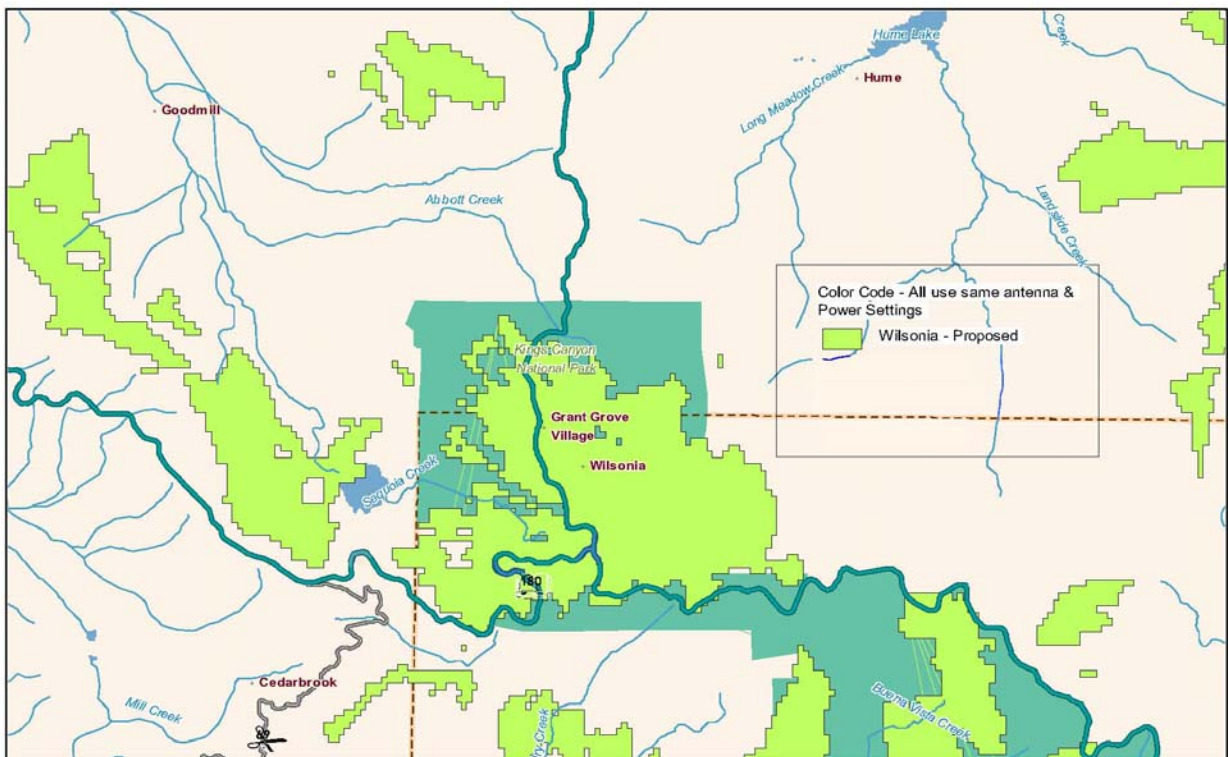 Hume Lake
Creek
Hume
Long Meadow Creek
Goodmill
Abbott Creek
Landslide Creek
Color Code - All use same antenna &
Power Settings
Wilsonia - Proposed
Kings Canyon
National Park
Grant Grove
Village
Wilsonia
Sequoia Creek
180
Cedarbrook
Mill Creek
Buena Vista Creek
Creek